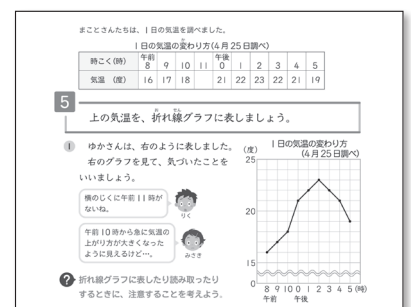 まことさんたちは、1日の気温を調べました。
1日の気温の変わり方(4月25日調べ)
時こく(時) 午前8 9 10 11 午後0 1 2 3 4 5
気温 (度) 16 17 18 21 22 23 22 21 19
5
上の気温を、折れ線グラフに表しましょう。
1 ゆかさんは、右のように表しました。
右のグラフを見て、気づいたことを
いいましょう。
横のじくに午前11時が
ないね。
りく
午前10時から急に気温の
上がり方が大きくなった
ように見えるけど…。
みさき
? 折れ線グラフに表したり読み取ったり
するときに、注意することを考えよう。
1日の気温の変わり方
(4月25日調べ)
(度)
25
20
15
0
8 9 10 0 1 2 3 4 5 (時)
午前 午後